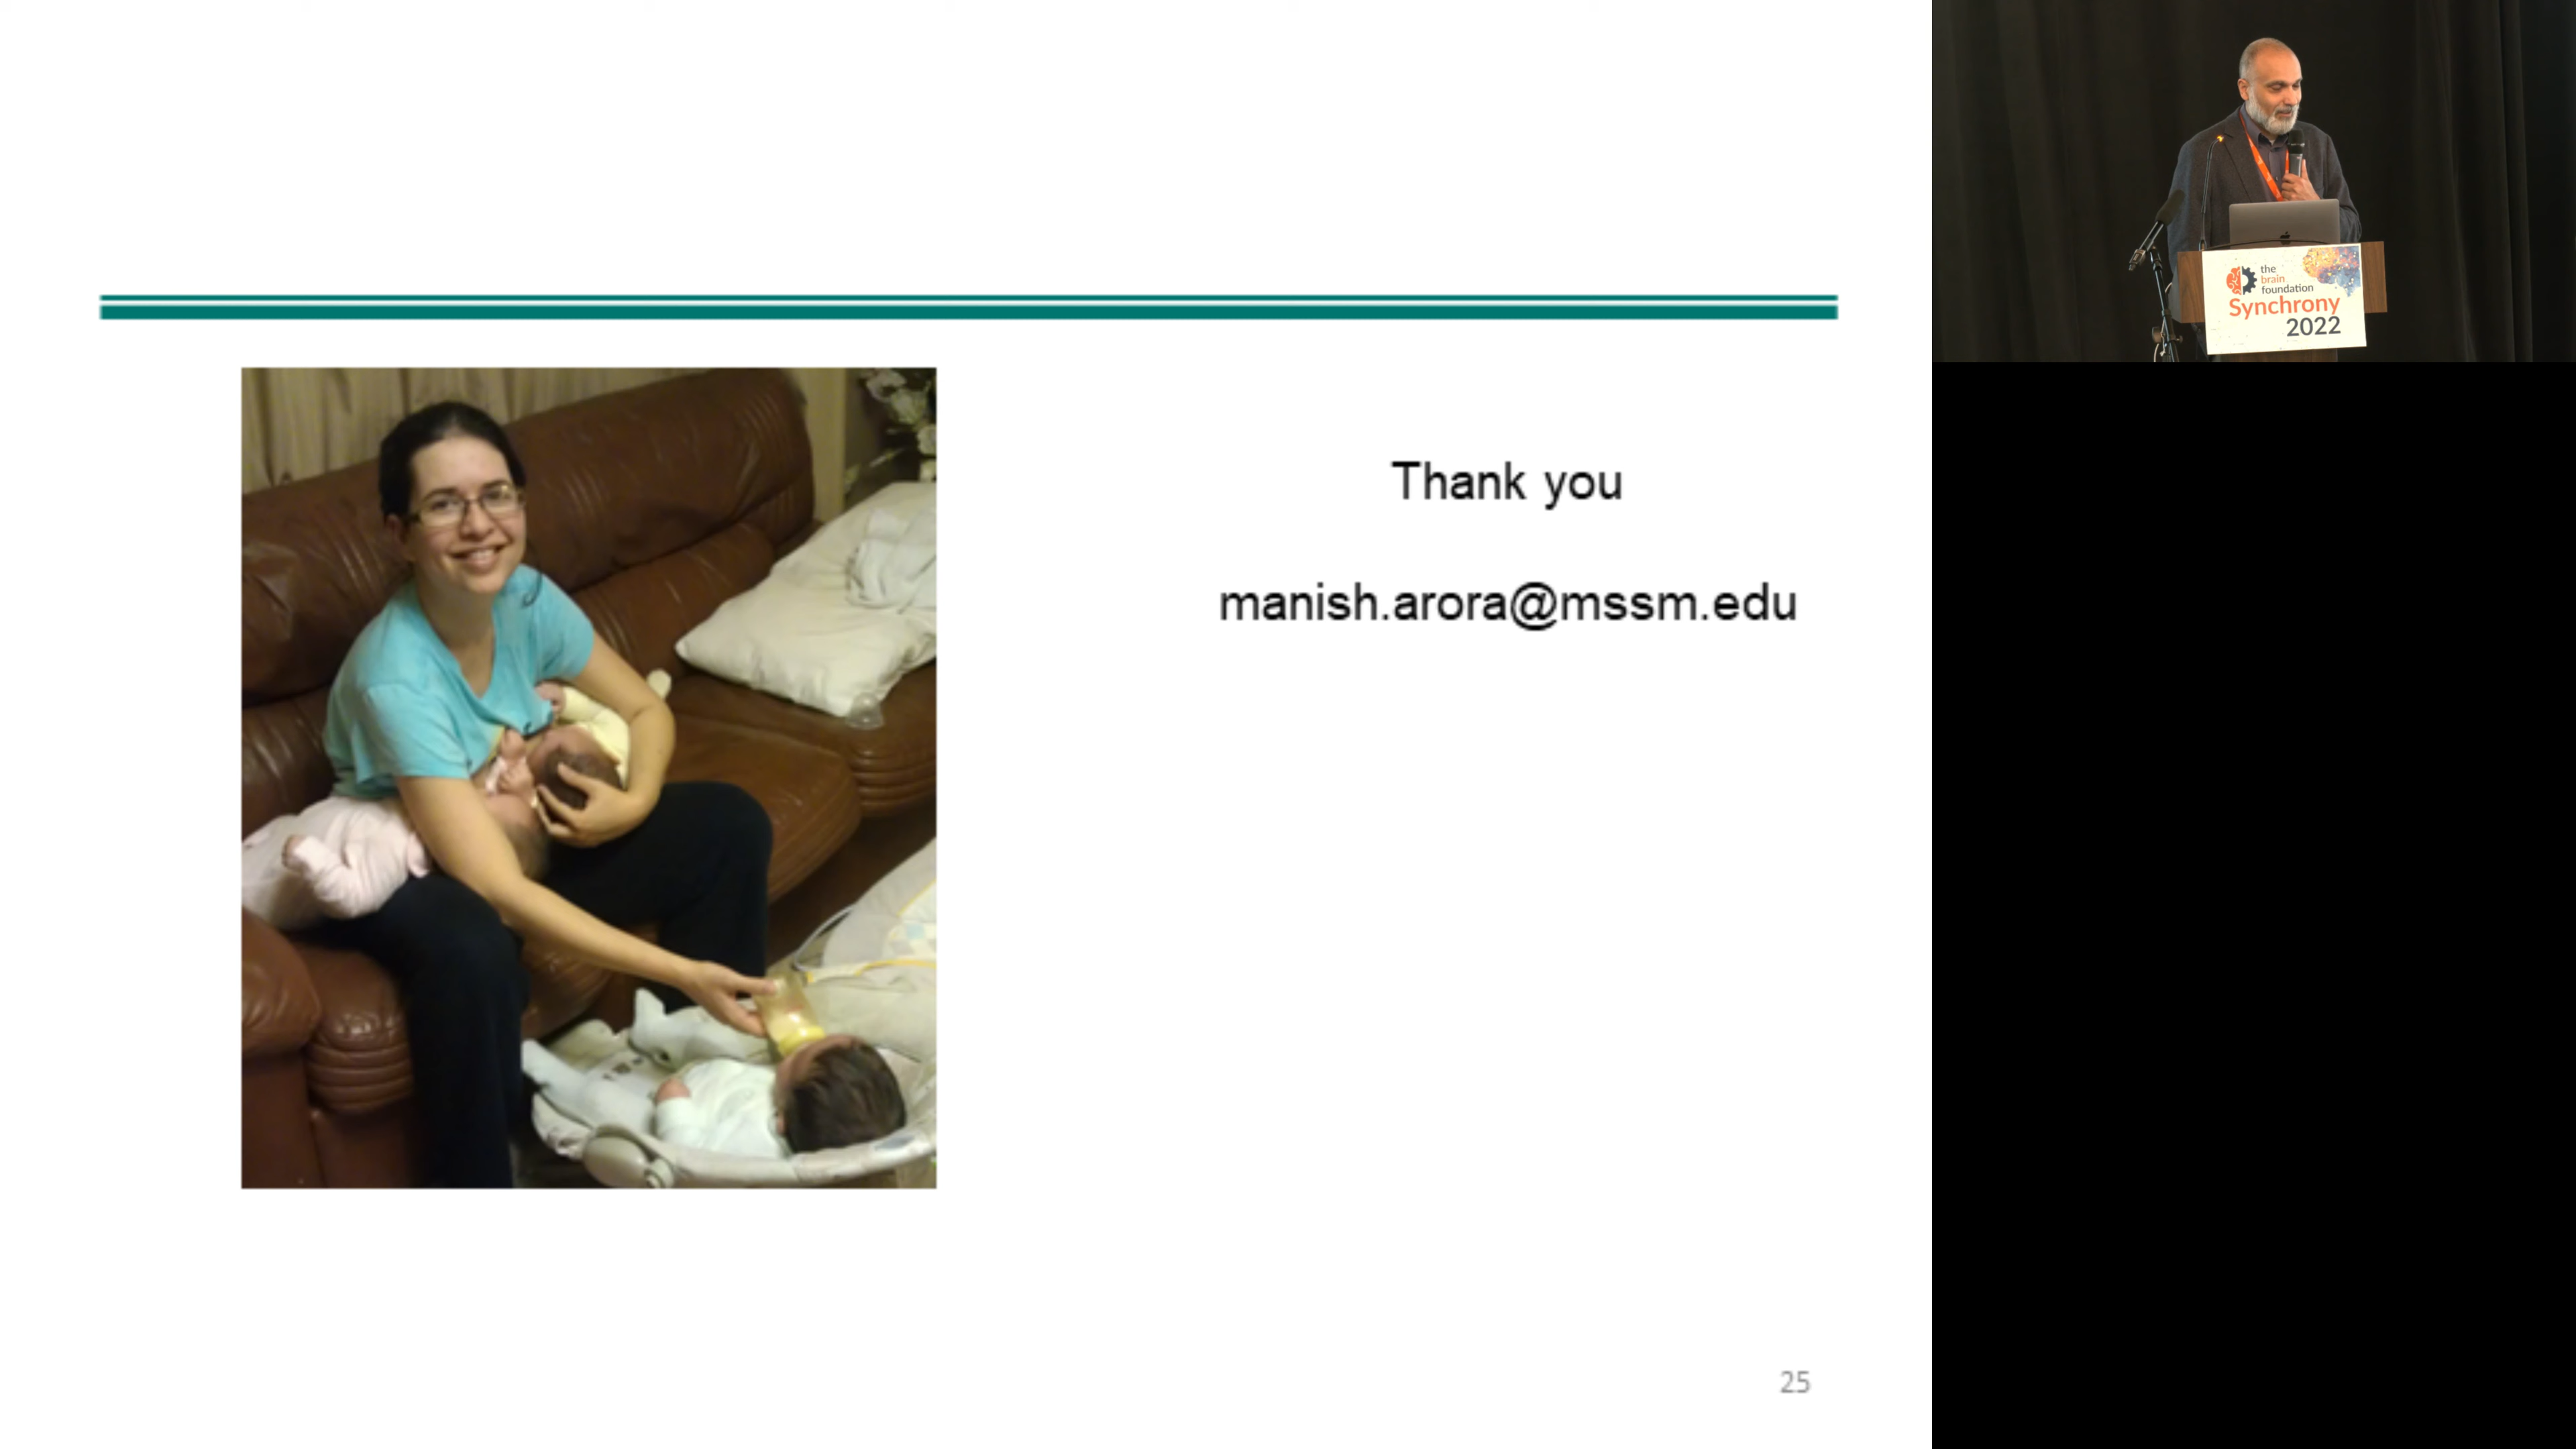 Thank you
manish.arora@mssm.edu
25
the
brain
foundation
Synchrony
2022